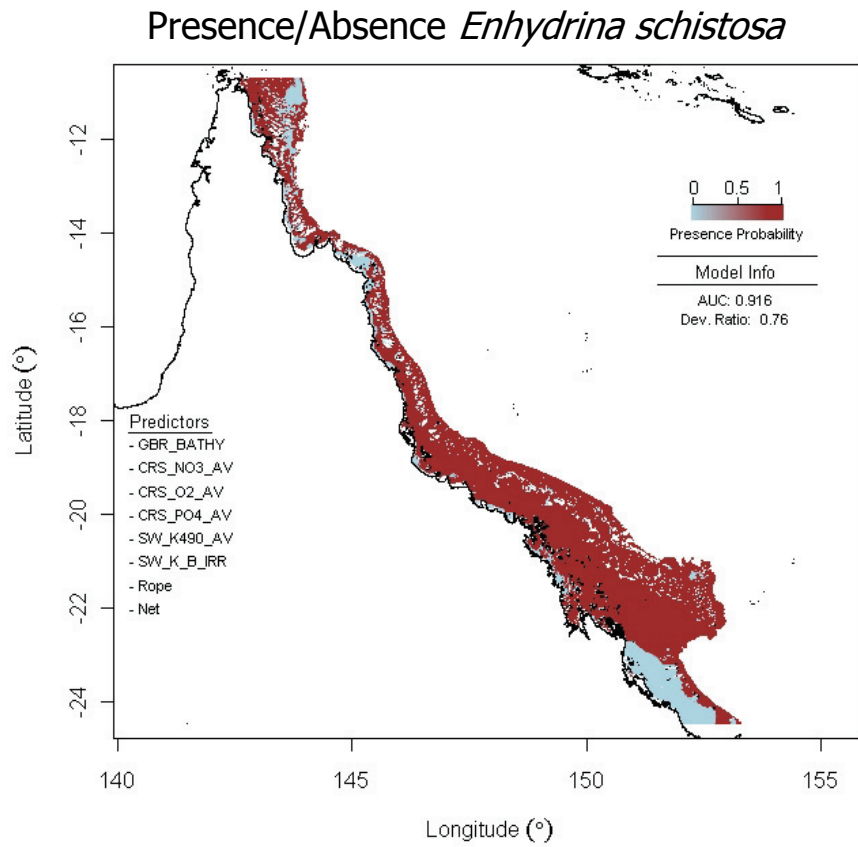 Presence/Absence Enhydrina schistosa
0 0.5 1
Presence Probability
Model Info
AUC: 0.916
Dev. Ratio: 0.76
Predictors
- GBR_BATHY
- CRS_NO3_AV
- CRS_O2_AV
- CRS_PO4_AV
- SW_K490_AV
- SW_K_B_IRR
- Rope
- Net
Latitude (°)
-12
-14
-16
-18
-20
-22
-24
140 145 150 155
Longitude (°)